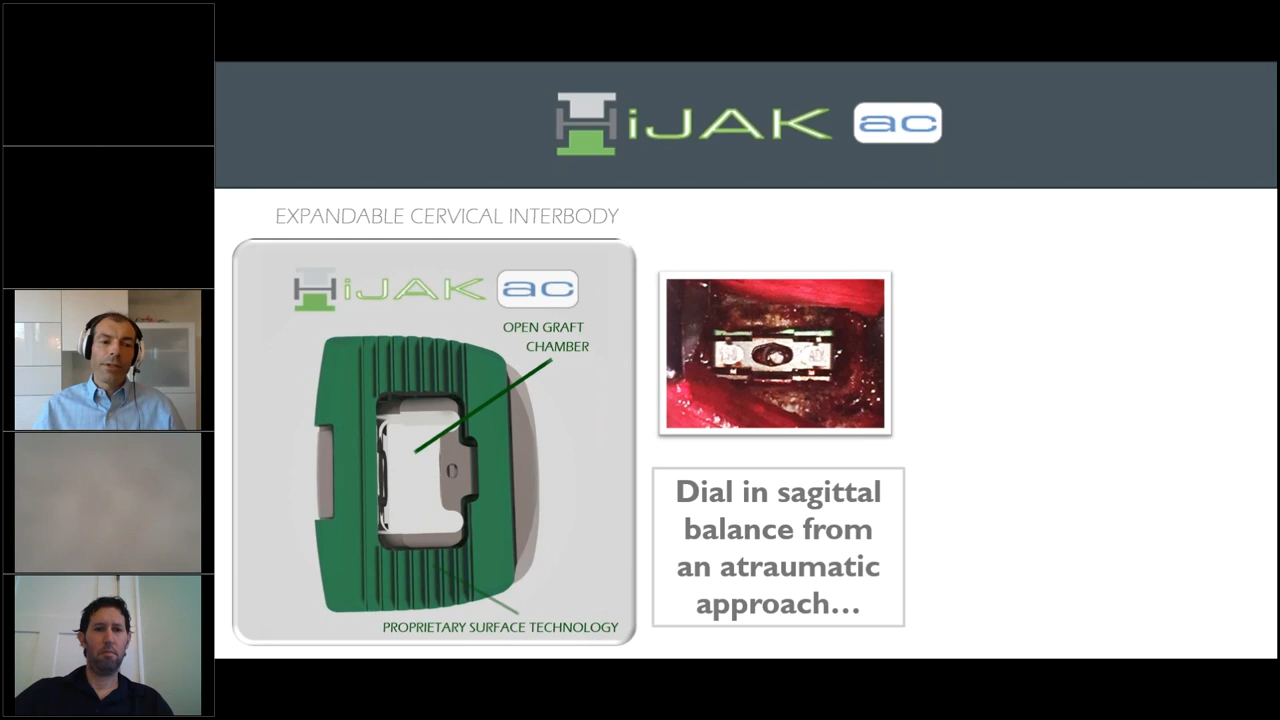 HiJAK ac
EXPANDABLE CERVICAL INTERBODY
HiJAK ac
OPEN GRAFT
CHAMBER
PROPRIETARY SURFACE TECHNOLOGY
Dial in sagittal
balance from
an atraumatic
approach...